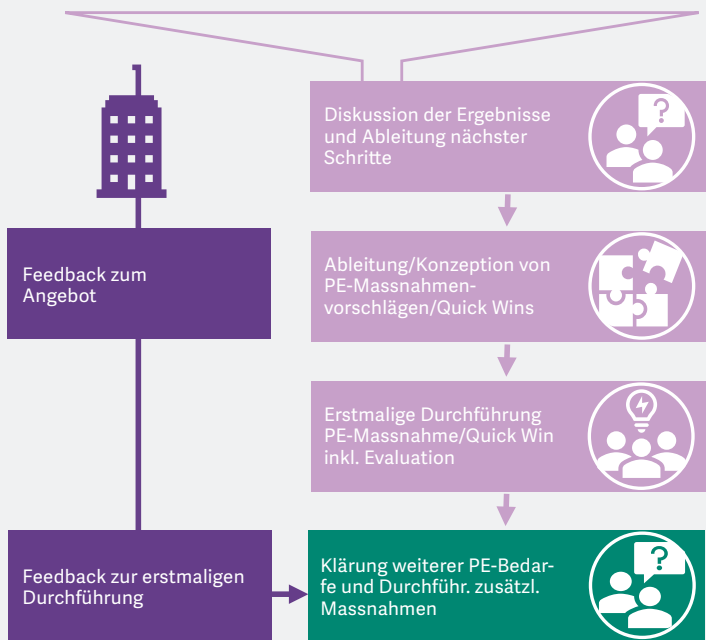 Diskussion der Ergebnisse
und Ableitung nächster
Schritte
Feedback zum
Angebot
Ableitung/Konzeption von
PE-Massnahmen-
vorschlägen/Quick Wins
Erstmalige Durchführung
PE-Massnahme/Quick Win
inkl. Evaluation
Feedback zur erstmaligen
Durchführung
Klärung weiterer PE-Bedar-
fe und Durchführ. zusätzl.
Massnahmen